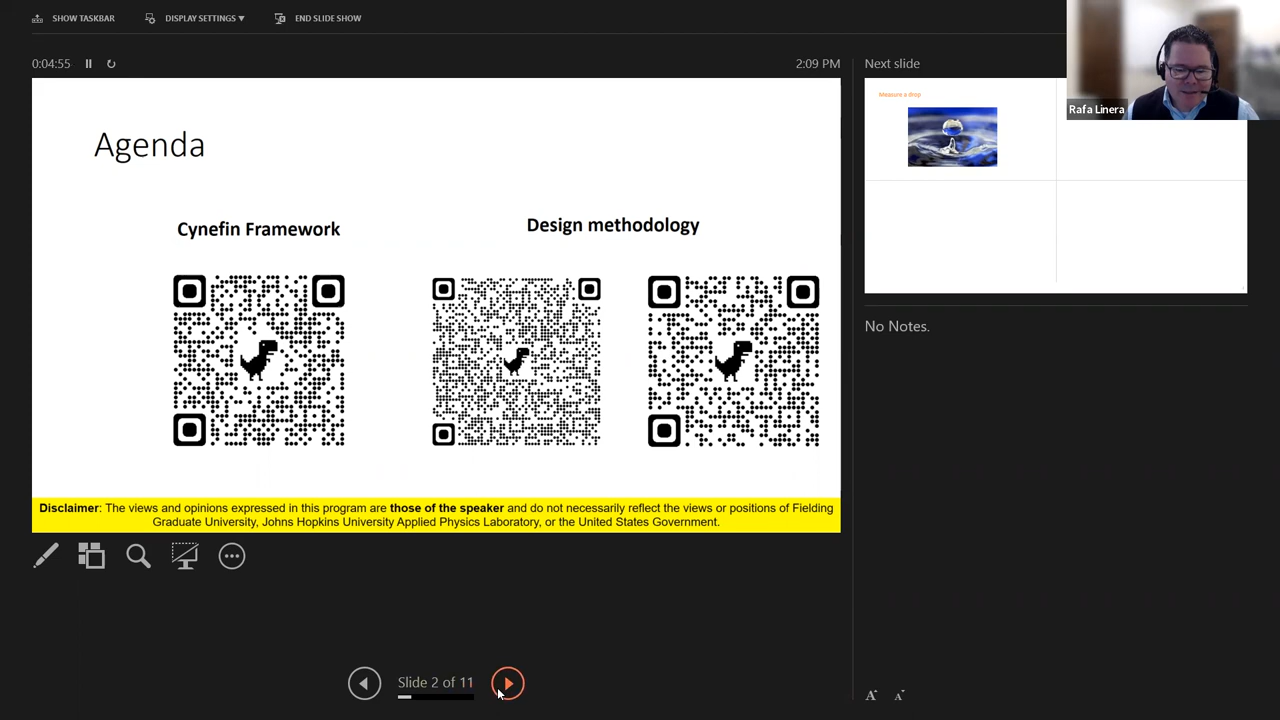 SHOW TASKBAR
DISPLAY SETTINGS ▼
END SLIDE SHOW
0:04:55
2:09 PM
Next slide
Agenda
Cynefin Framework
Design methodology
Disclaimer: The views and opinions expressed in this program are those of the speaker and do not necessarily reflect the views or positions of Fielding
Graduate University, Johns Hopkins University Applied Physics Laboratory, or the United States Government.
Measure a drop
Rafa Linera
No Notes.
Slide 2 of 11
A
A